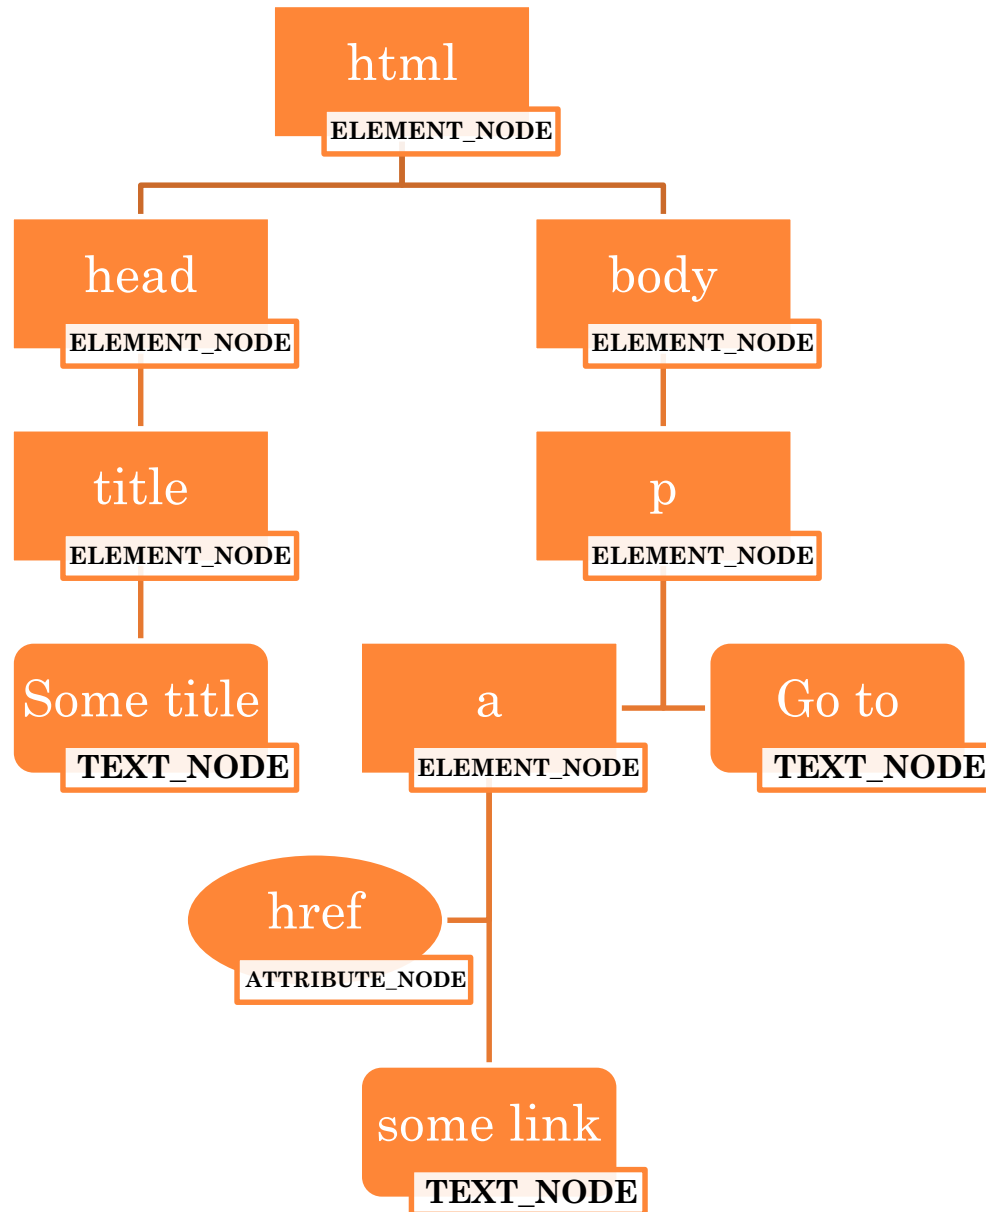 html
ELEMENT_NODE
head
ELEMENT_NODE
body
ELEMENT_NODE
title
ELEMENT_NODE
p
ELEMENT_NODE
Some title
TEXT_NODE
a
ELEMENT_NODE
Go to
TEXT_NODE
href
ATTRIBUTE_NODE
some link
TEXT_NODE